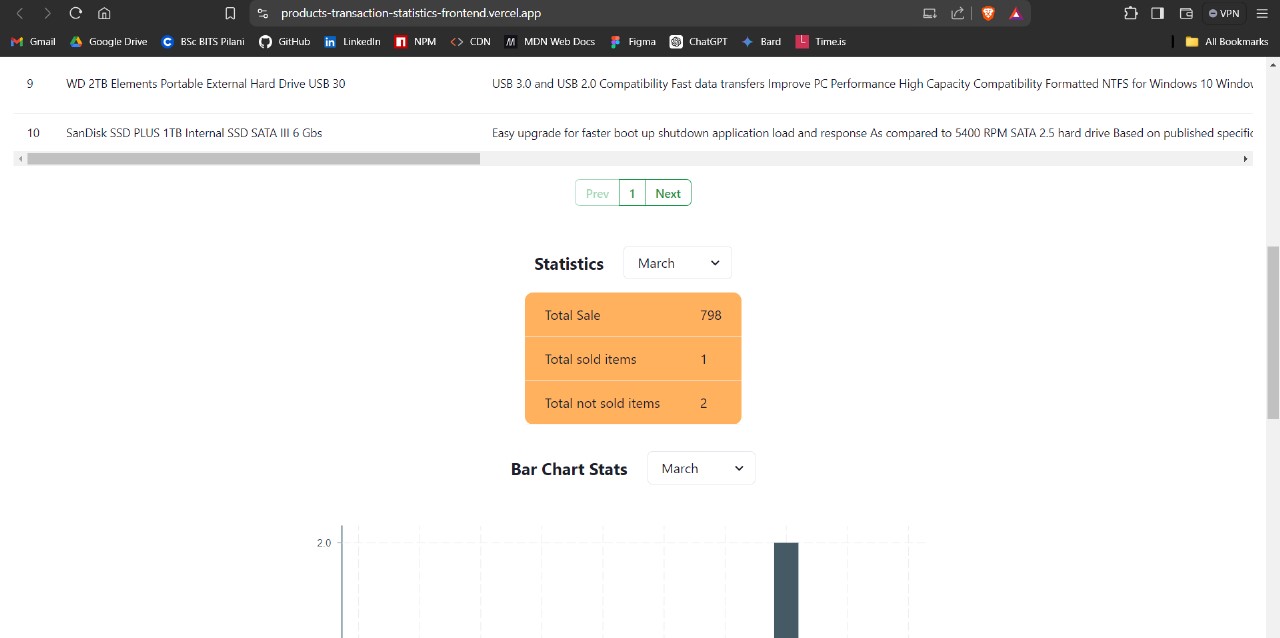 products-transaction-statistics-frontend.vercel.app VPN
Gmail Google Drive BSc BITS Pilani GitHub LinkedIn NPM CDN MDN Web Docs Figma ChatGPT Bard Time.is All Bookmarks
9 WD 2TB Elements Portable External Hard Drive USB 30 USB 3.0 and USB 2.0 Compatibility Fast data transfers Improve PC Performance High Capacity Compatibility Formatted NTFS for Windows 10
10 SanDisk SSD PLUS 1TB Internal SSD SATA III 6 Gbs Easy upgrade for faster boot up shutdown application load and response As compared to 5400 RPM SATA 2.5 hard drive Based on published
Prev 1 Next
Statistics March
Total Sale 798
Total sold items 1
Total not sold items 2
Bar Chart Stats March
2.0